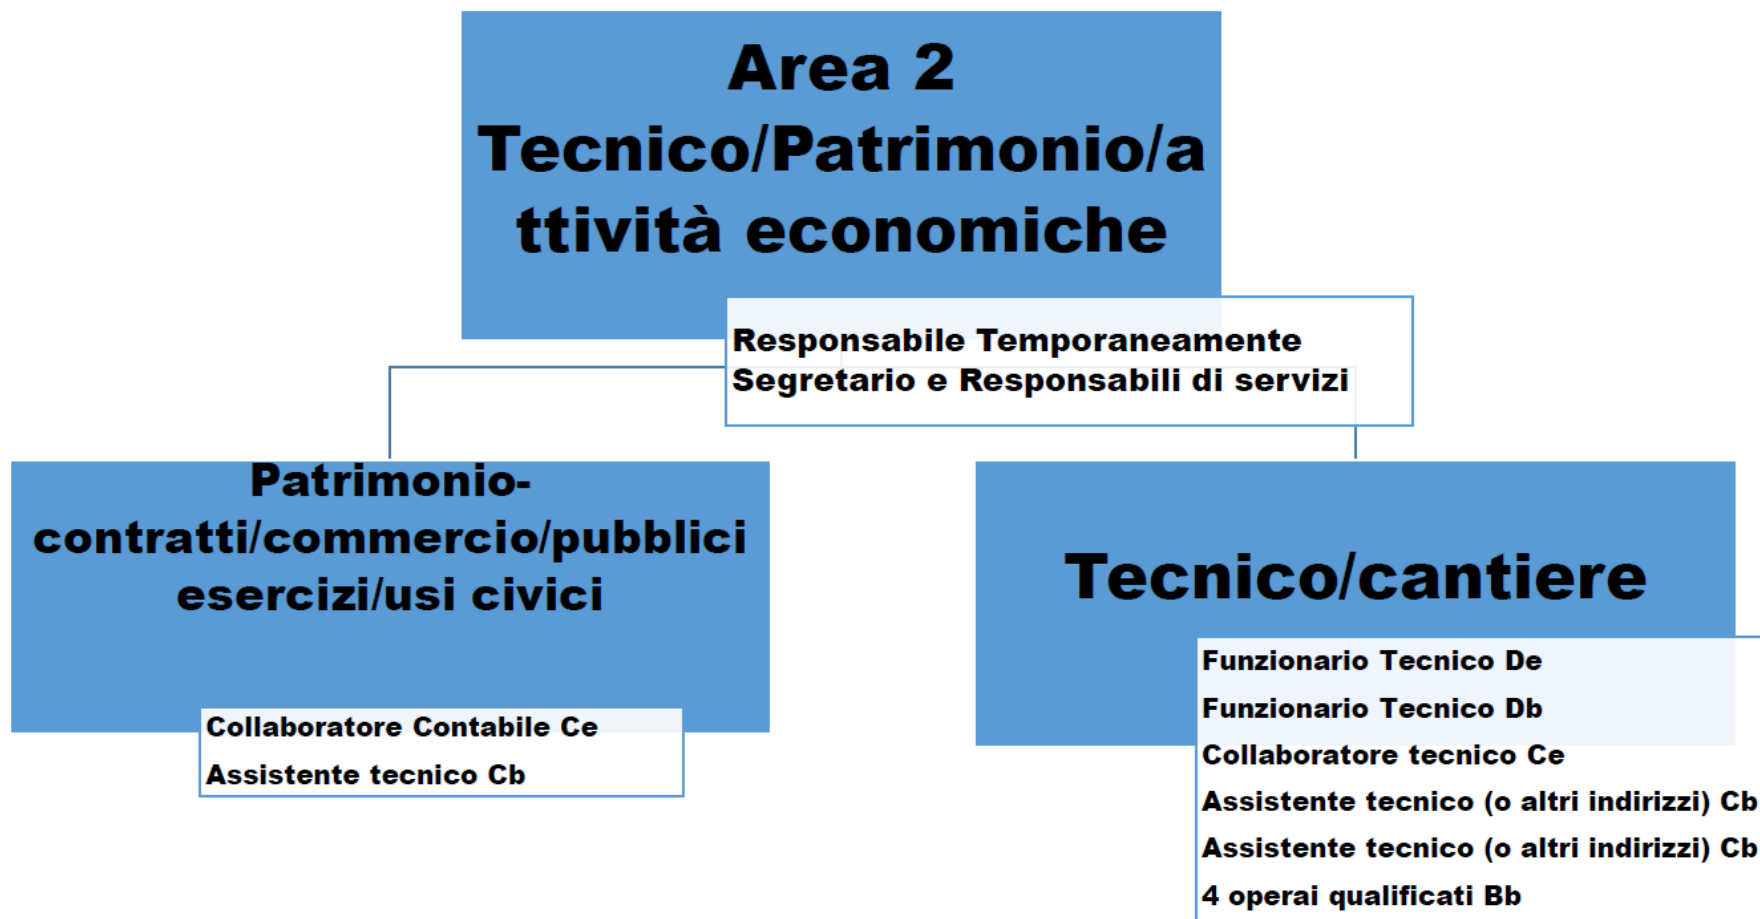 Area 2
Tecnico/Patrimonio/a
ttività economiche
Responsabile Temporaneamente
Segretario e Responsabili di servizi
Patrimonio-
contratti/commercio/pubblici
esercizi/usi civici
Collaboratore Contabile Ce
Assistente tecnico Cb
Tecnico/cantiere
Funzionario Tecnico De
Funzionario Tecnico Db
Collaboratore tecnico Ce
Assistente tecnico (o altri indirizzi) Cb
Assistente tecnico (o altri indirizzi) Cb
4 operai qualificati Bb